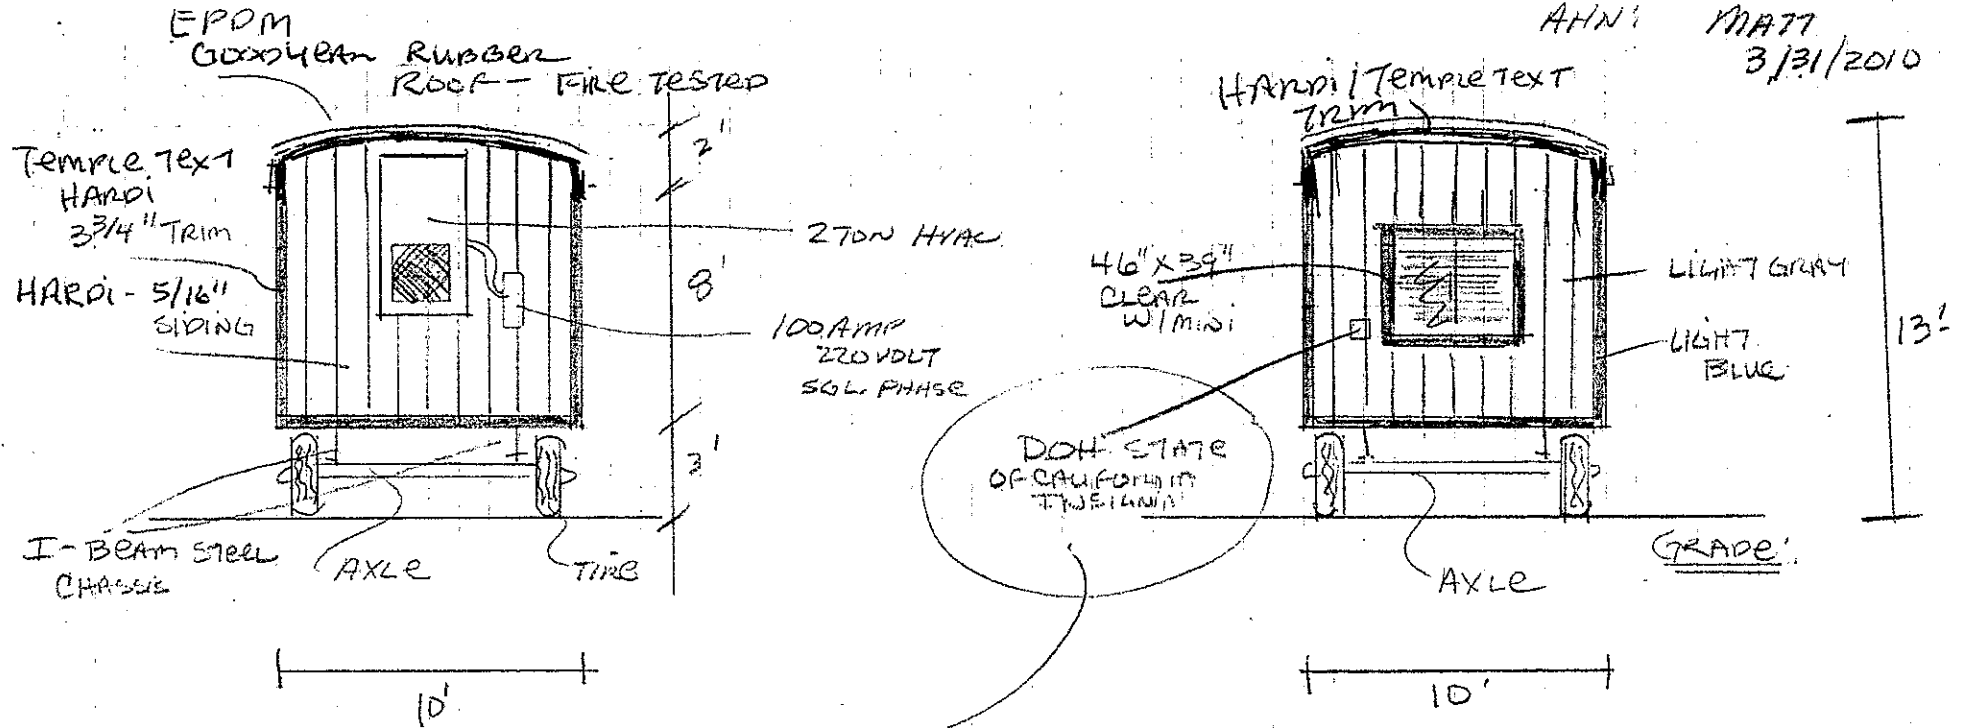 EPDM
GOODYEAR RUBBER
ROOF - FIRE TESTED
ATTN: MATT
3/31/2010
HARDI/TEMPLE TEXT
TRIM
TEMPLE TEXT
HARDI
3 3/4" TRIM
HARDI - 5/16"
SIDING
2'
8'
3'
2 TON HVAC
100 AMP
220 VOLT
SGL. PHASE
46" X 39"
CLEAR
W/MINI
LIGHT GRAY
LIGHT
BLUE
13'
DOH STATE
OF CALIFORNIA
INSIGNIA
I-BEAM STEEL
CHASSIS
AXLE
TIRE
AXLE
GRADE
10'
10'